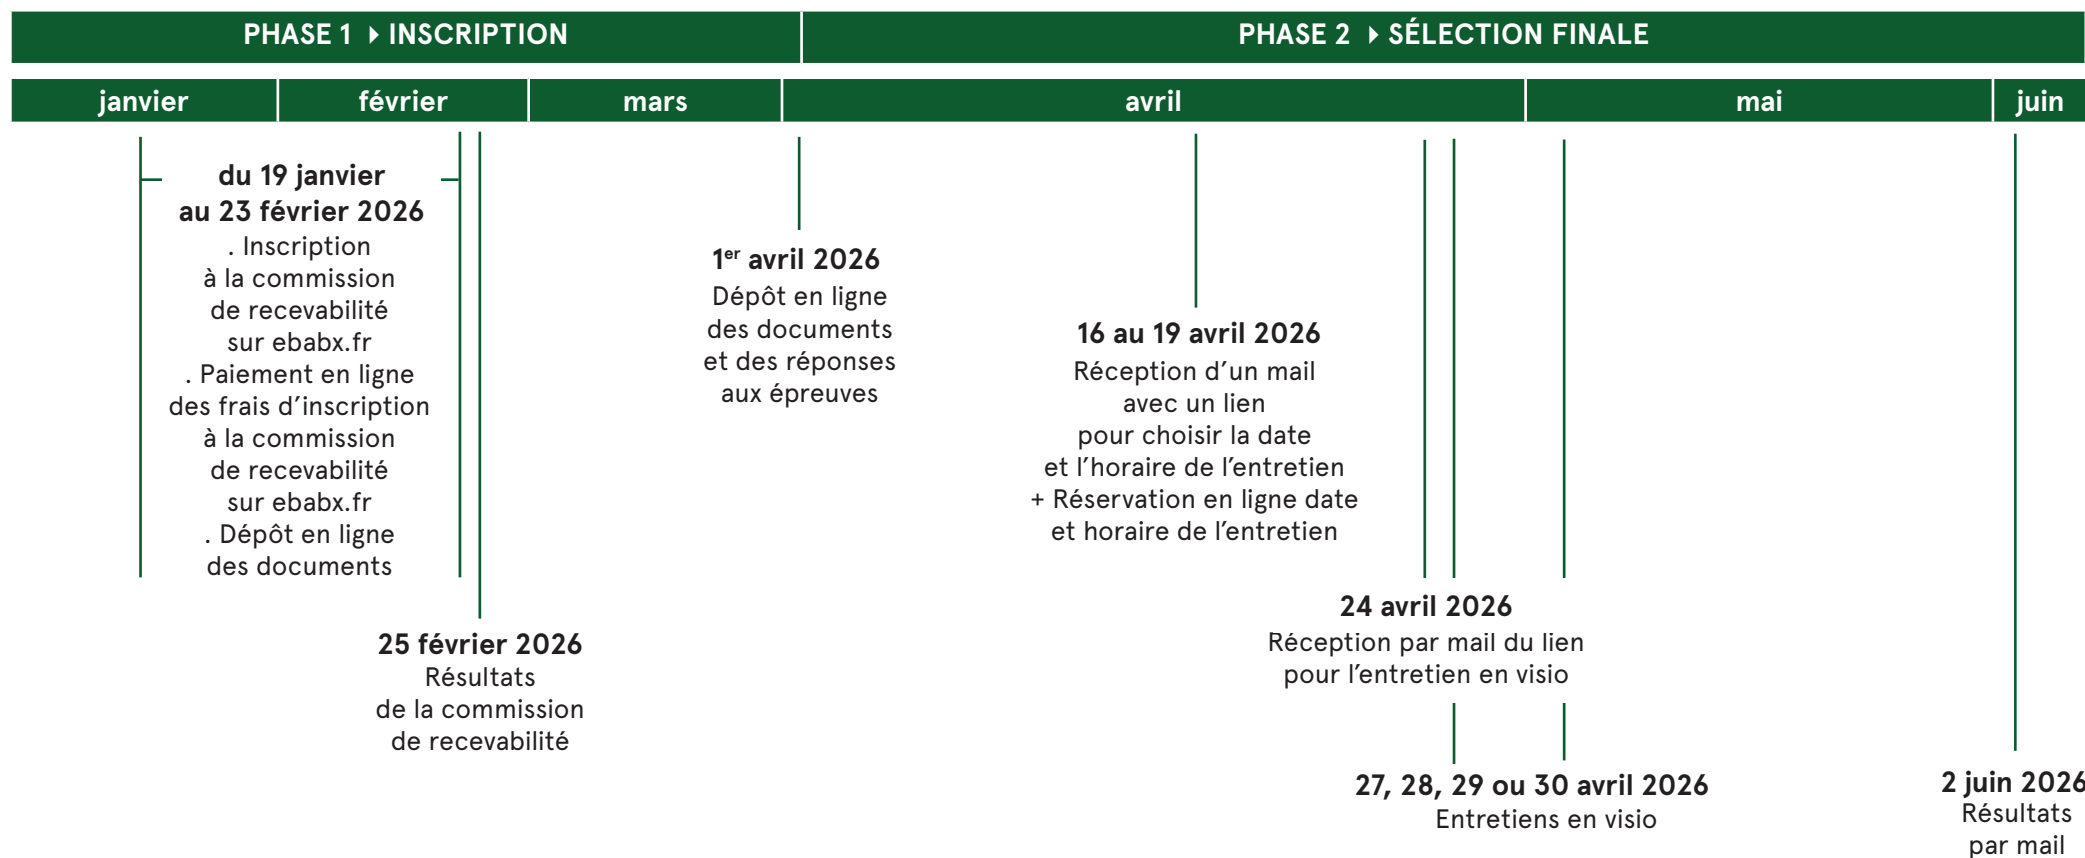 PHASE 1 ▸ INSCRIPTION
PHASE 2 ▸ SÉLECTION FINALE
janvier
février
mars
avril
mai
juin
du 19 janvier
au 23 février 2026
. Inscription
à la commission
de recevabilité
sur ebabx.fr
. Paiement en ligne
des frais d’inscription
à la commission
de recevabilité
sur ebabx.fr
. Dépôt en ligne
des documents
25 février 2026
Résultats
de la commission
de recevabilité
1er avril 2026
Dépôt en ligne
des documents
et des réponses
aux épreuves
16 au 19 avril 2026
Réception d’un mail
avec un lien
pour choisir la date
et l’horaire de l’entretien
+ Réservation en ligne date
et horaire de l’entretien
24 avril 2026
Réception par mail du lien
pour l’entretien en visio
27, 28, 29 ou 30 avril 2026
Entretiens en visio
2 juin 2026
Résultats
par mail